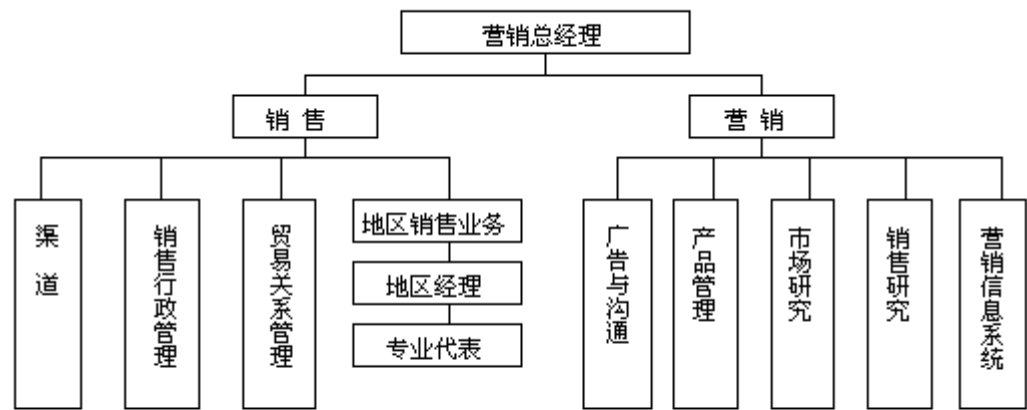 营销总经理
销 售
营 销
渠 道
销售行政管理
贸易关系管理
地区销售业务
地区经理
专业代表
广告与沟通
产品管理
市场研究
销售研究
营销信息系统